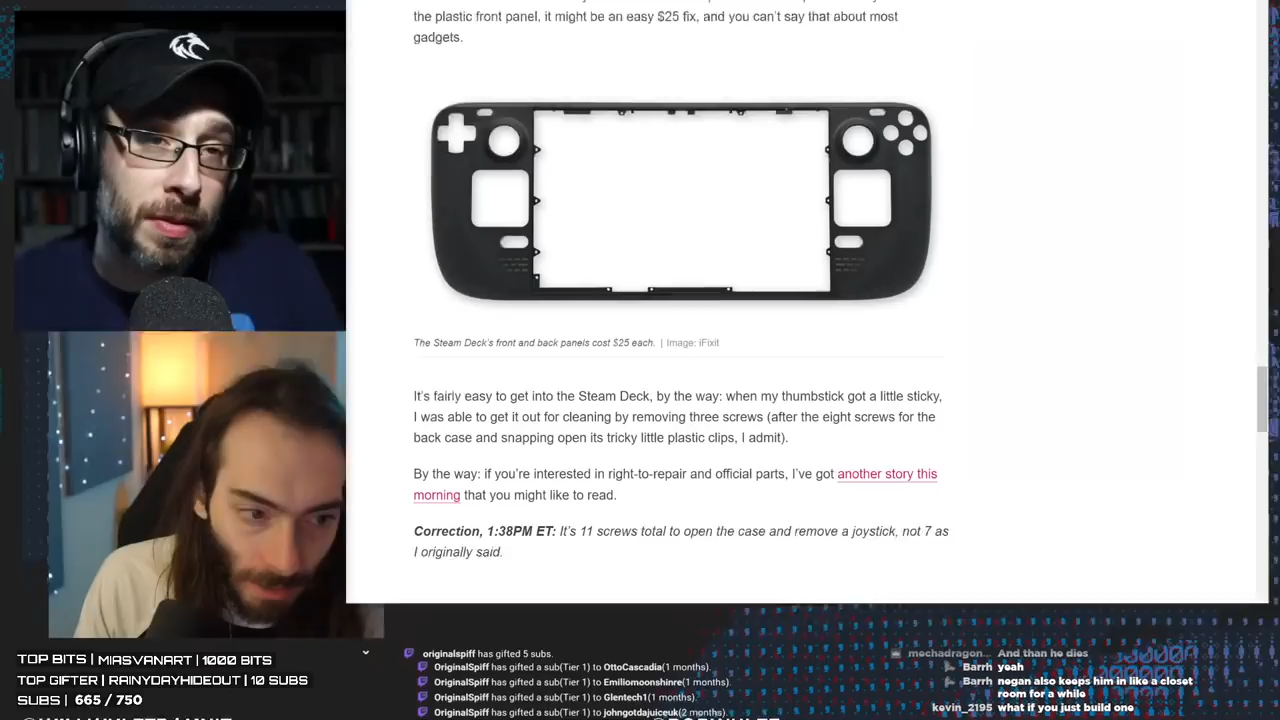 the plastic front panel, it might be an easy $25 fix, and you can't say that about most
gadgets.
The Steam Deck's front and back panels cost $25 each. | Image: iFixit
It's fairly easy to get into the Steam Deck, by the way: when my thumbstick got a little sticky,
I was able to get it out for cleaning by removing three screws (after the eight screws for the
back case and snapping open its tricky little plastic clips, I admit).
By the way: if you're interested in right-to-repair and official parts, I've got another story this
morning that you might like to read.
Correction, 1:38PM ET: It's 11 screws total to open the case and remove a joystick, not 7 as
I originally said.
TOP BITS | MIASVANART | 1000 BITS
TOP GIFTER | RAINYDAYHIDEOUT | 10 SUBS
SUBS | 665 / 750
originalspiff has gifted 5 subs.
OriginalSpiff has gifted a sub(Tier 1) to OttoCascadia(1 months).
OriginalSpiff has gifted a sub(Tier 1) to Emiliomoonshire(1 months).
OriginalSpiff has gifted a sub(Tier 1) to Glentech1(1 months).
OriginalSpiff has gifted a sub(Tier 1) to johngotdajuiceuk(2 months).
mechadragon... And than he dies
Barrh yeah
Barrh negan also keeps him in like a closet
room for a while
kevin_2195 what if you just build one